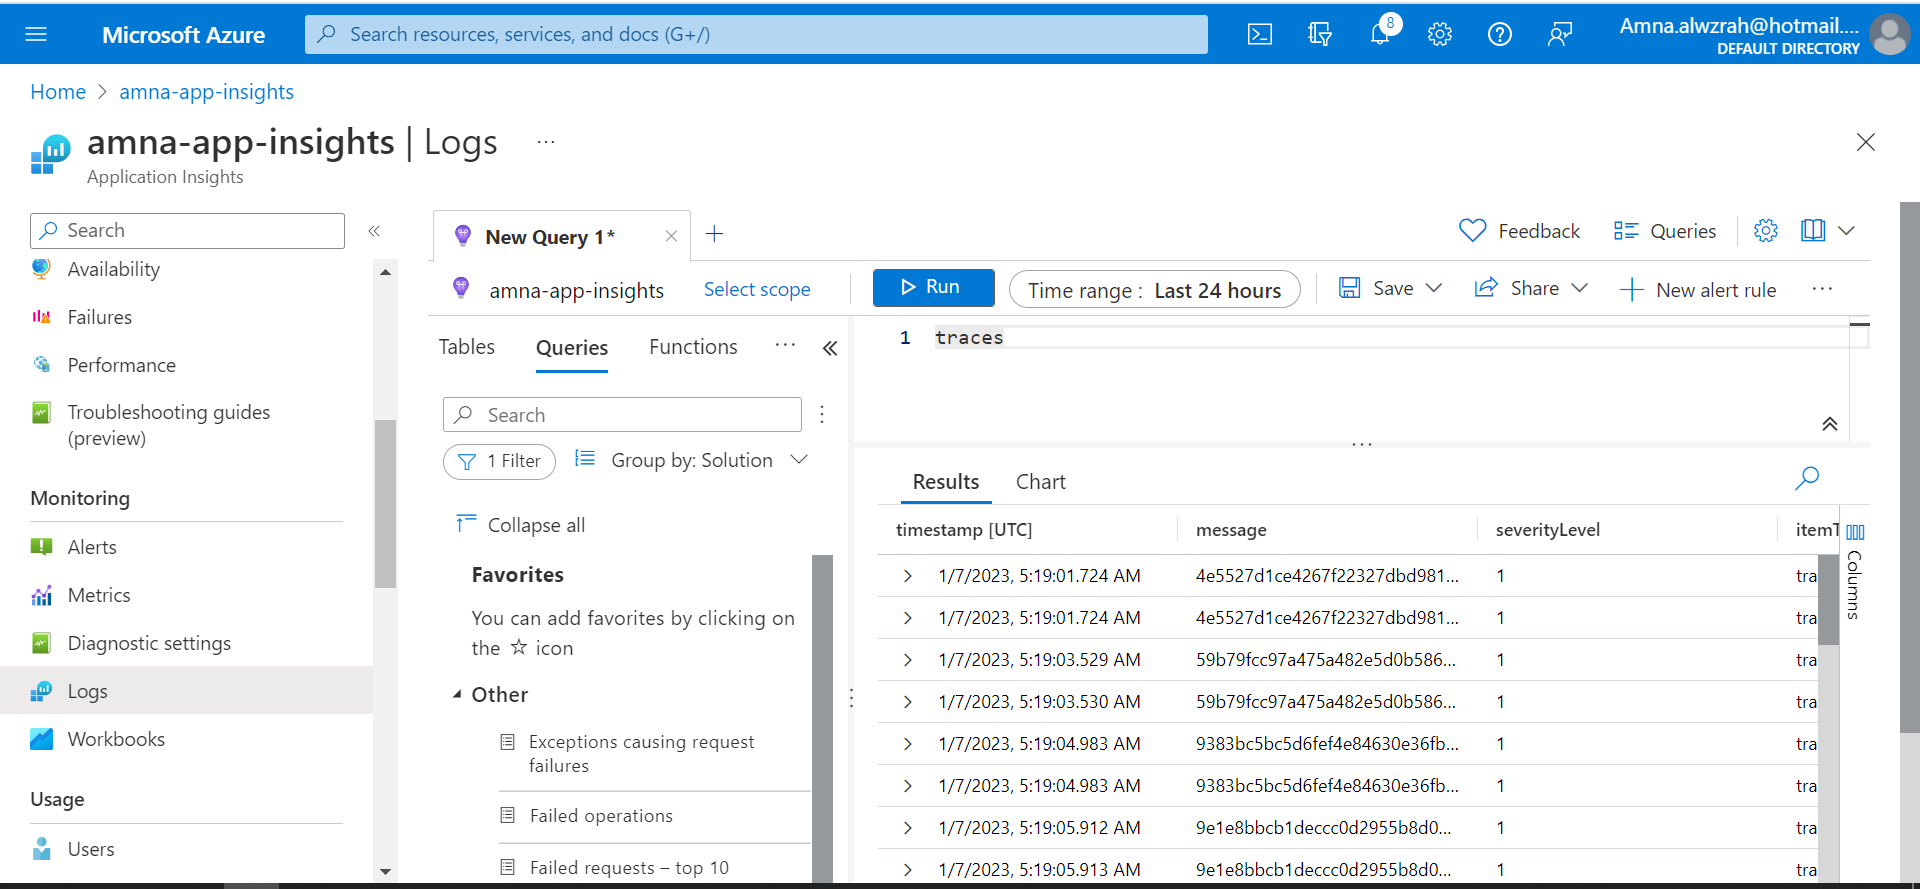 Microsoft Azure
Search resources, services, and docs (G+/)
8
Amna.alwzrah@hotmail....
DEFAULT DIRECTORY
Home > amna-app-insights
amna-app-insights | Logs ...
Application Insights
Search
Availability
Failures
Performance
Troubleshooting guides
(preview)
Monitoring
Alerts
Metrics
Diagnostic settings
Logs
Workbooks
Usage
Users
New Query 1*
Feedback
Queries
amna-app-insights
Select scope
Run
Time range : Last 24 hours
Save
Share
New alert rule
...
Tables
Queries
Functions
...
Search
1 Filter
Group by: Solution
Collapse all
Favorites
You can add favorites by clicking on
the ☆ icon
Other
Exceptions causing request
failures
Failed operations
Failed requests – top 10
1 traces
Results
Chart
timestamp [UTC] message severityLevel itemT
1/7/2023, 5:19:01.724 AM 4e5527d1ce4267f22327dbd981... 1 tra
1/7/2023, 5:19:01.724 AM 4e5527d1ce4267f22327dbd981... 1 tra
1/7/2023, 5:19:03.529 AM 59b79fcc97a475a482e5d0b586... 1 tra
1/7/2023, 5:19:03.530 AM 59b79fcc97a475a482e5d0b586... 1 tra
1/7/2023, 5:19:04.983 AM 9383bc5bc5d6fef4e84630e36fb... 1 tra
1/7/2023, 5:19:04.983 AM 9383bc5bc5d6fef4e84630e36fb... 1 tra
1/7/2023, 5:19:05.912 AM 9e1e8bbcb1deccc0d2955b8d0... 1 tra
1/7/2023, 5:19:05.913 AM 9e1e8bbcb1deccc0d2955b8d0... 1 tra
Columns